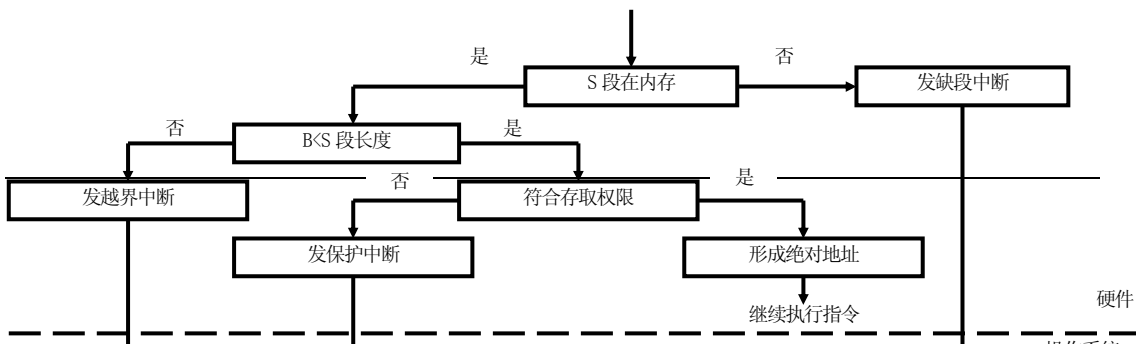 是
否
S 段在内存
发缺段中断
否
是
B<S 段长度
否
是
发越界中断
符合存取权限
发保护中断
形成绝对地址
硬件
继续执行指令